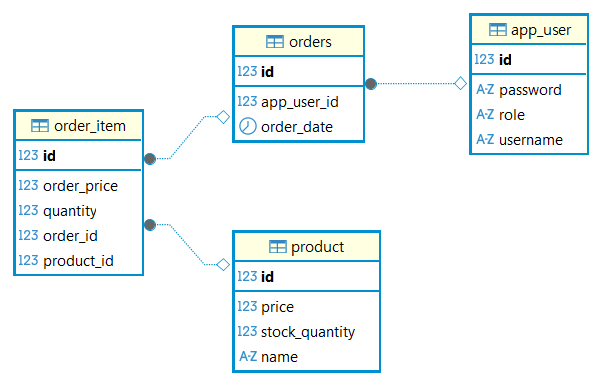 orders
123 id
123 app_user_id
order_date
app_user
123 id
A-Z password
A-Z role
A-Z username
order_item
123 id
123 order_price
123 quantity
123 order_id
123 product_id
product
123 id
123 price
123 stock_quantity
A-Z name